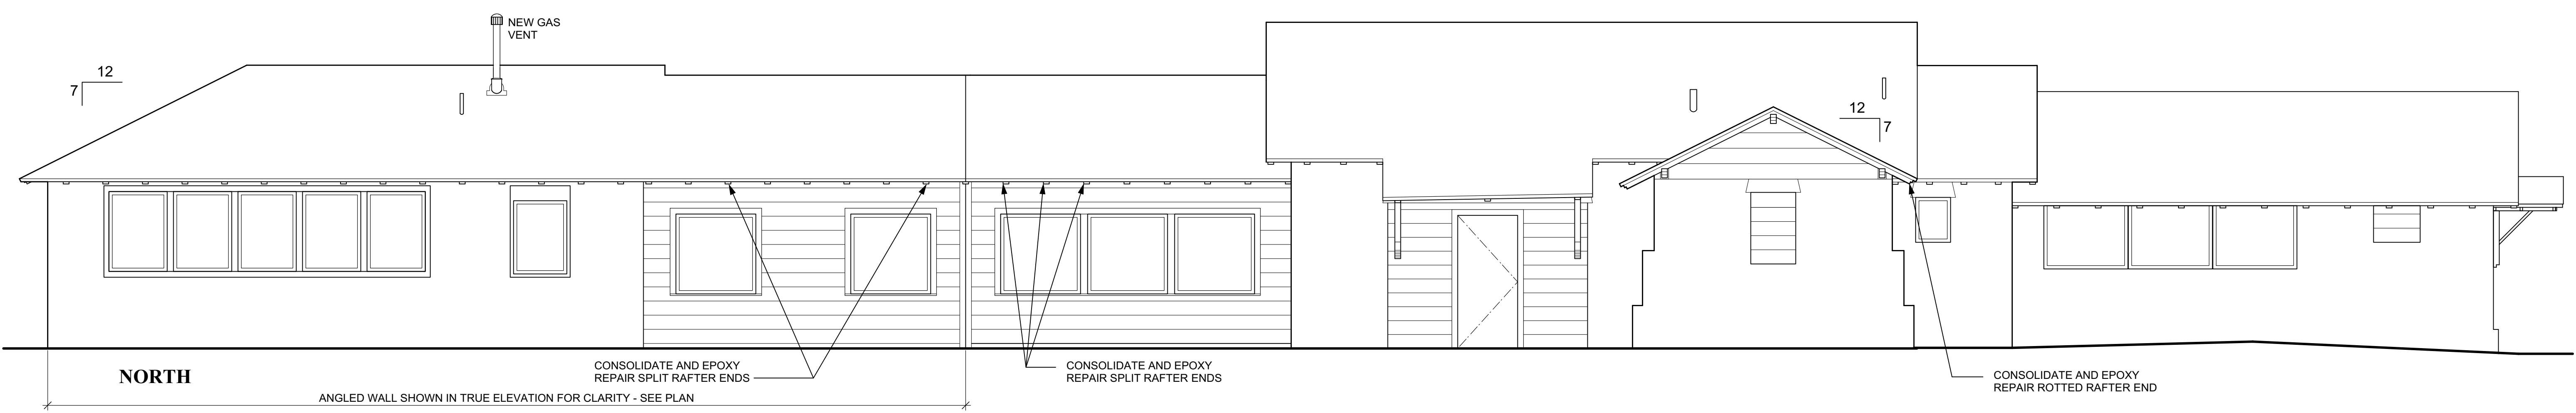 NEW GAS
VENT
12
7
12
7
CONSOLIDATE AND EPOXY
REPAIR SPLIT RAFTER ENDS
CONSOLIDATE AND EPOXY
REPAIR SPLIT RAFTER ENDS
CONSOLIDATE AND EPOXY
REPAIR ROTTED RAFTER END
NORTH
ANGLED WALL SHOWN IN TRUE ELEVATION FOR CLARITY - SEE PLAN